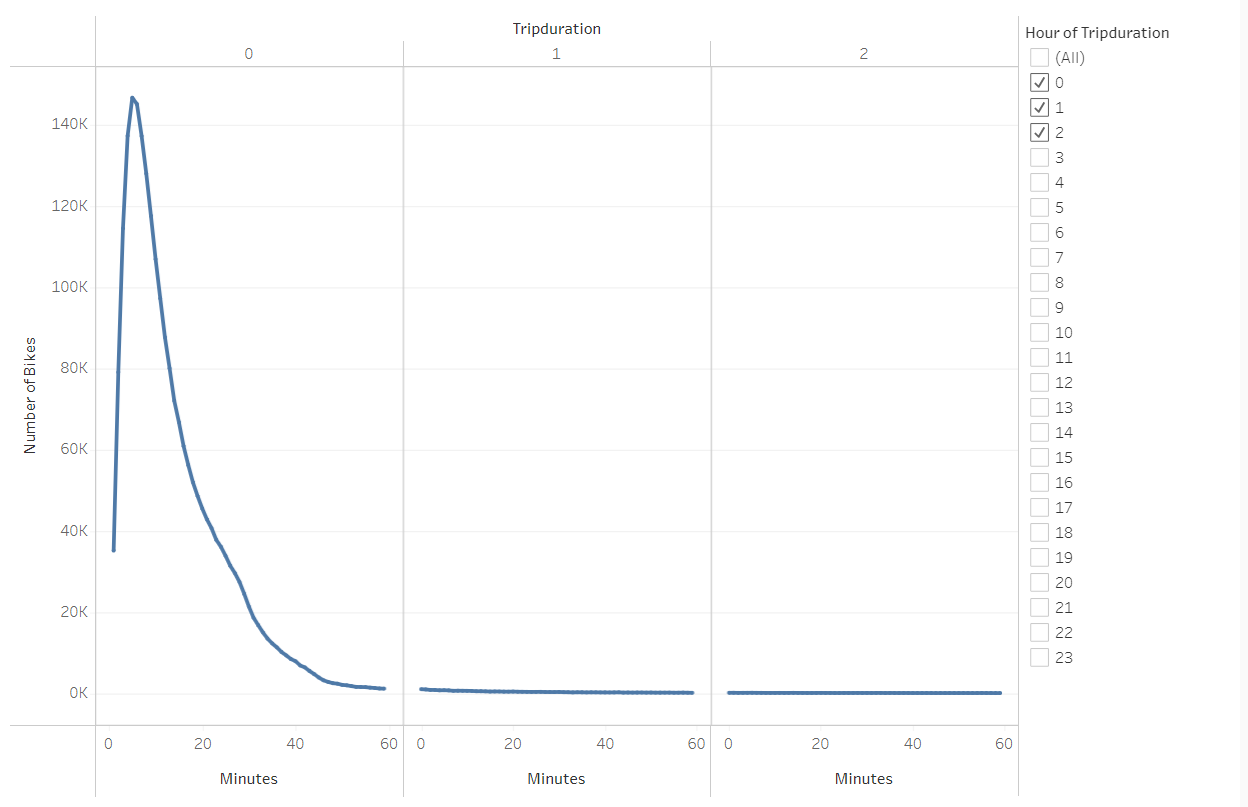 Tripduration
0 1 2
140K
120K
100K
80K
60K
40K
20K
0K
Number of Bikes
0 20 40 60 0 20 40 60 0 20 40 60
Minutes Minutes Minutes
Hour of Tripduration
(All)
0
1
2
3
4
5
6
7
8
9
10
11
12
13
14
15
16
17
18
19
20
21
22
23